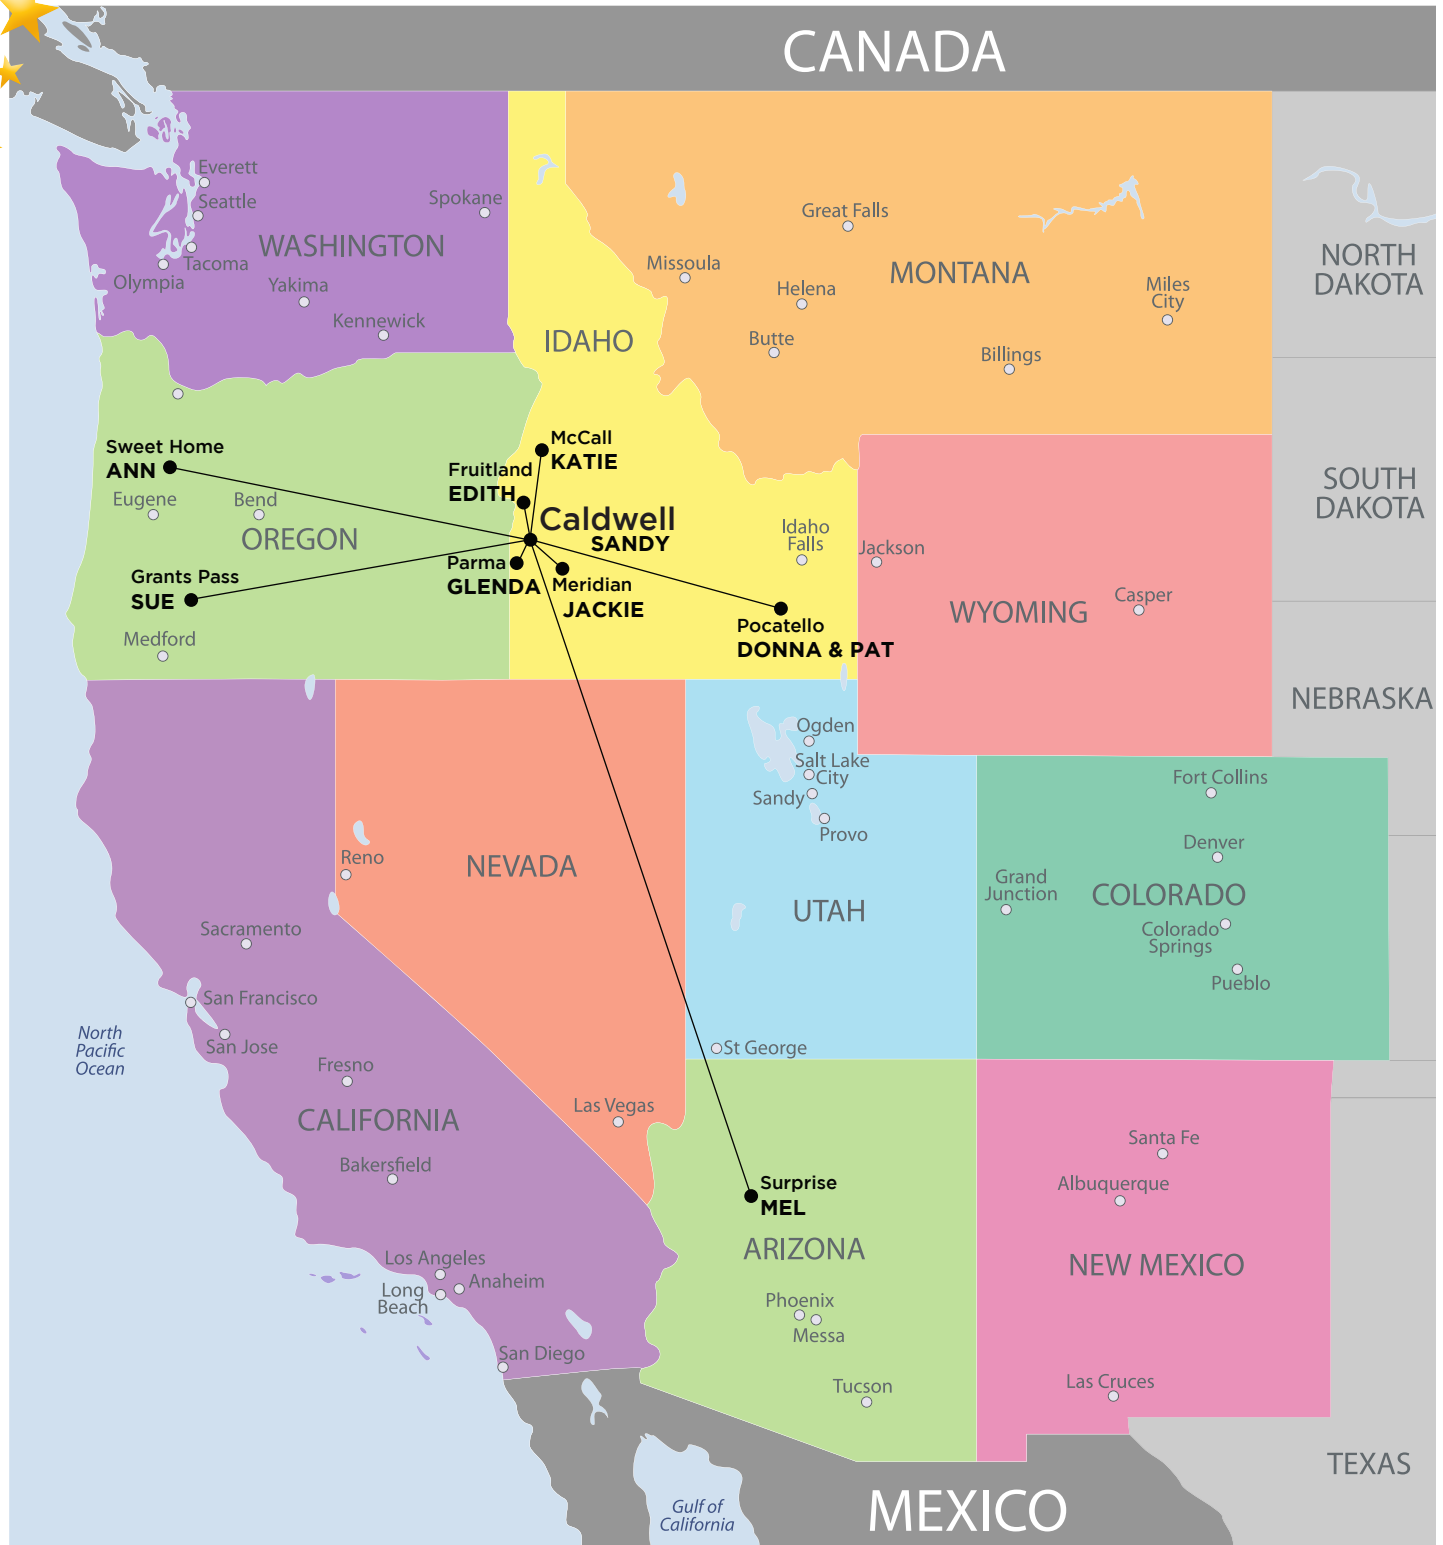 CANADA
Everett
Seattle
Spokane
WASHINGTON
Tacoma
Olympia
Yakima
Kennewick
IDAHO
Great Falls
Missoula
MONTANA
Helena
Miles
City
Butte
Billings
NORTH
DAKOTA
McCall
KATIE
Sweet Home
ANN
Fruitland
EDITH
Eugene
Bend
OREGON
Caldwell
SANDY
Idaho
Falls
Jackson
SOUTH
DAKOTA
Parma
GLENDA
Meridian
JACKIE
Grants Pass
SUE
Medford
Pocatello
DONNA & PAT
WYOMING
Casper
NEBRASKA
Ogden
Salt Lake
City
Sandy
Provo
Fort Collins
Denver
Reno
NEVADA
UTAH
Grand
Junction
COLORADO
Colorado
Springs
Pueblo
Sacramento
San Francisco
San Jose
North
Pacific
Ocean
St George
Fresno
CALIFORNIA
Las Vegas
Bakersfield
Surprise
MEL
ARIZONA
Santa Fe
Albuquerque
NEW MEXICO
Los Angeles
Anaheim
Long
Beach
Phoenix
Messa
San Diego
Tucson
Las Cruces
TEXAS
Gulf of
California
MEXICO